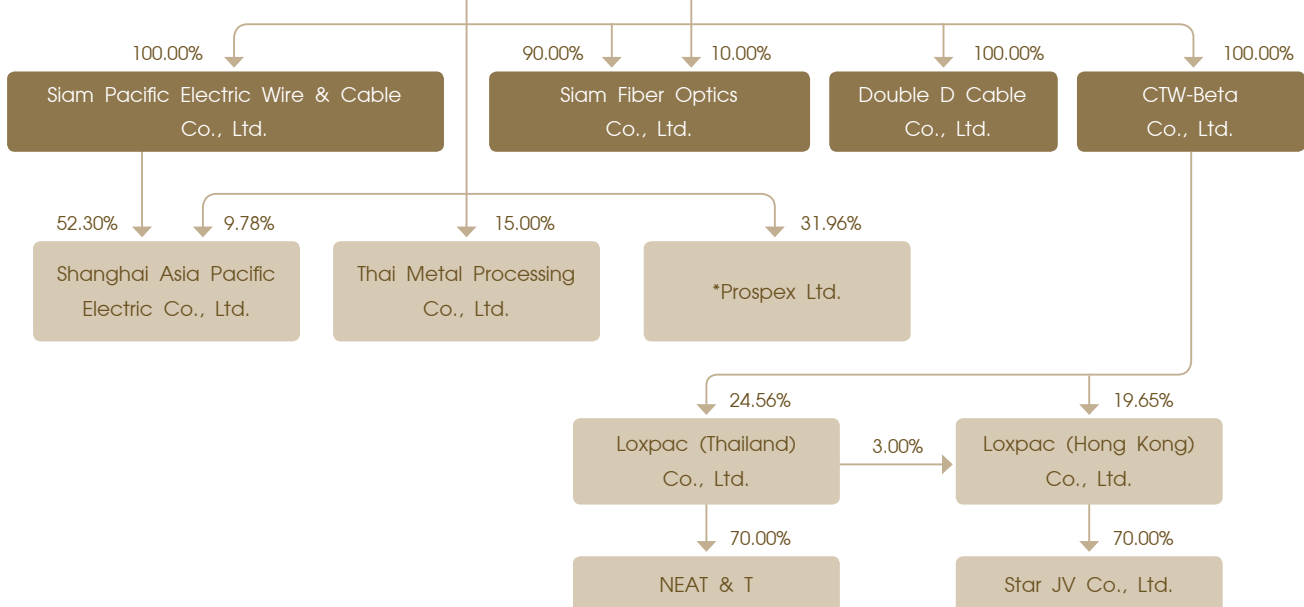 100.00%
90.00%
10.00%
100.00%
100.00%
Siam Pacific Electric Wire & Cable
Co., Ltd.
Siam Fiber Optics
Co., Ltd.
Double D Cable
Co., Ltd.
CTW-Beta
Co., Ltd.
52.30%
9.78%
15.00%
31.96%
Shanghai Asia Pacific
Electric Co., Ltd.
Thai Metal Processing
Co., Ltd.
*Prospex Ltd.
24.56%
19.65%
Loxpac (Thailand)
Co., Ltd.
3.00%
Loxpac (Hong Kong)
Co., Ltd.
70.00%
70.00%
NEAT & T
Star JV Co., Ltd.